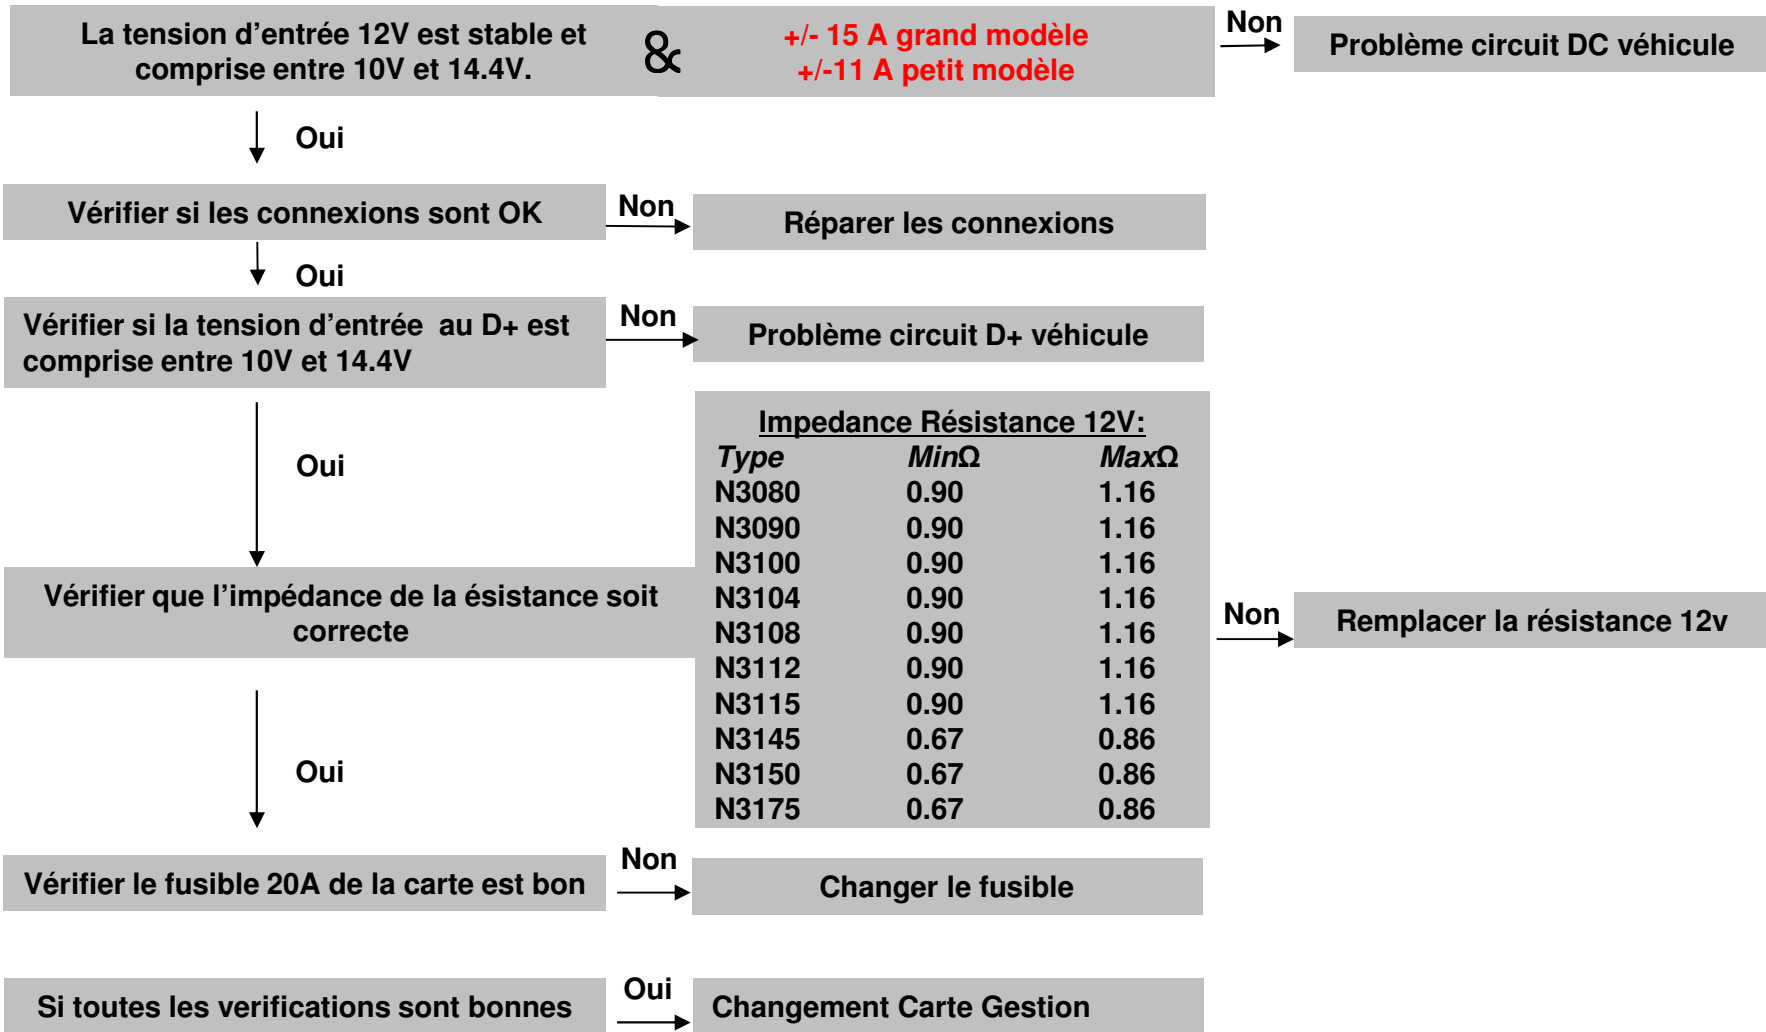 La tension d'entrée 12V est stable et
comprise entre 10V et 14.4V.
&
+/- 15 A grand modèle
+/-11 A petit modèle
Non
Problème circuit DC véhicule
Oui
Vérifier si les connexions sont OK
Non
Réparer les connexions
Oui
Vérifier si la tension d'entrée au D+ est
comprise entre 10V et 14.4V
Non
Problème circuit D+ véhicule
Oui
Vérifier que l'impédance de la ésistance soit
correcte
Impedance Résistance 12V:
Type MinΩ MaxΩ
N3080 0.90 1.16
N3090 0.90 1.16
N3100 0.90 1.16
N3104 0.90 1.16
N3108 0.90 1.16
N3112 0.90 1.16
N3115 0.90 1.16
N3145 0.67 0.86
N3150 0.67 0.86
N3175 0.67 0.86
Non
Remplacer la résistance 12v
Oui
Vérifier le fusible 20A de la carte est bon
Non
Changer le fusible
Si toutes les verifications sont bonnes
Oui
Changement Carte Gestion